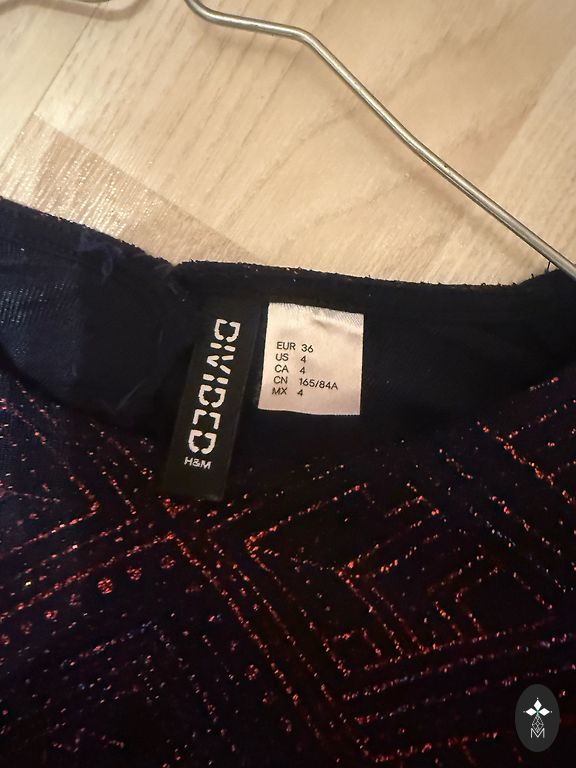 DIVIDED
H&M
EUR 36
US 4
CA 4
CN 165/84A
MX 4
M